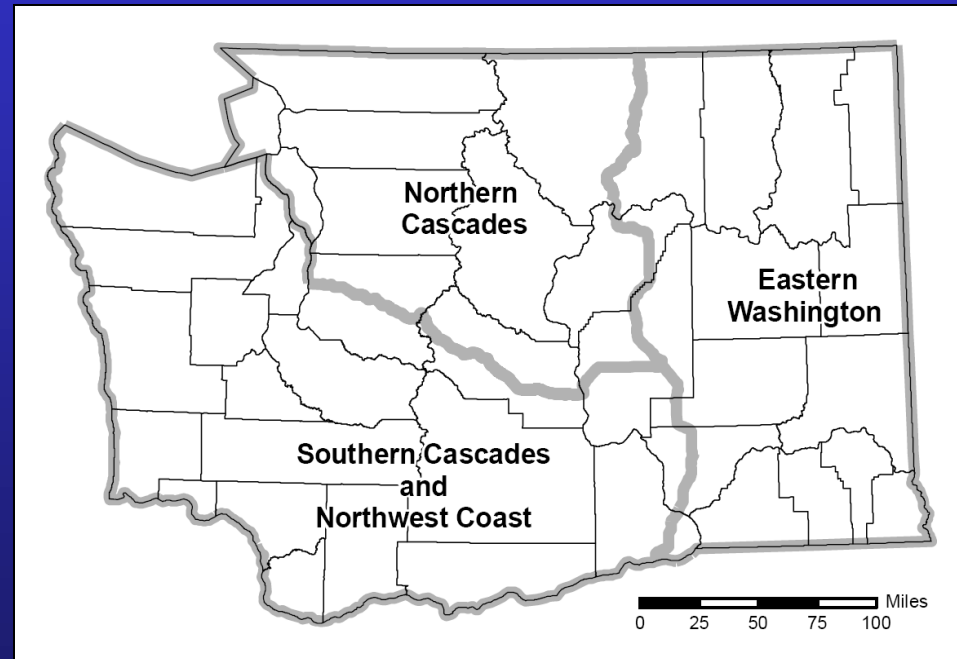 Northern
Cascades
Eastern
Washington
Southern Cascades
and
Northwest Coast
Miles
0 25 50 75 100